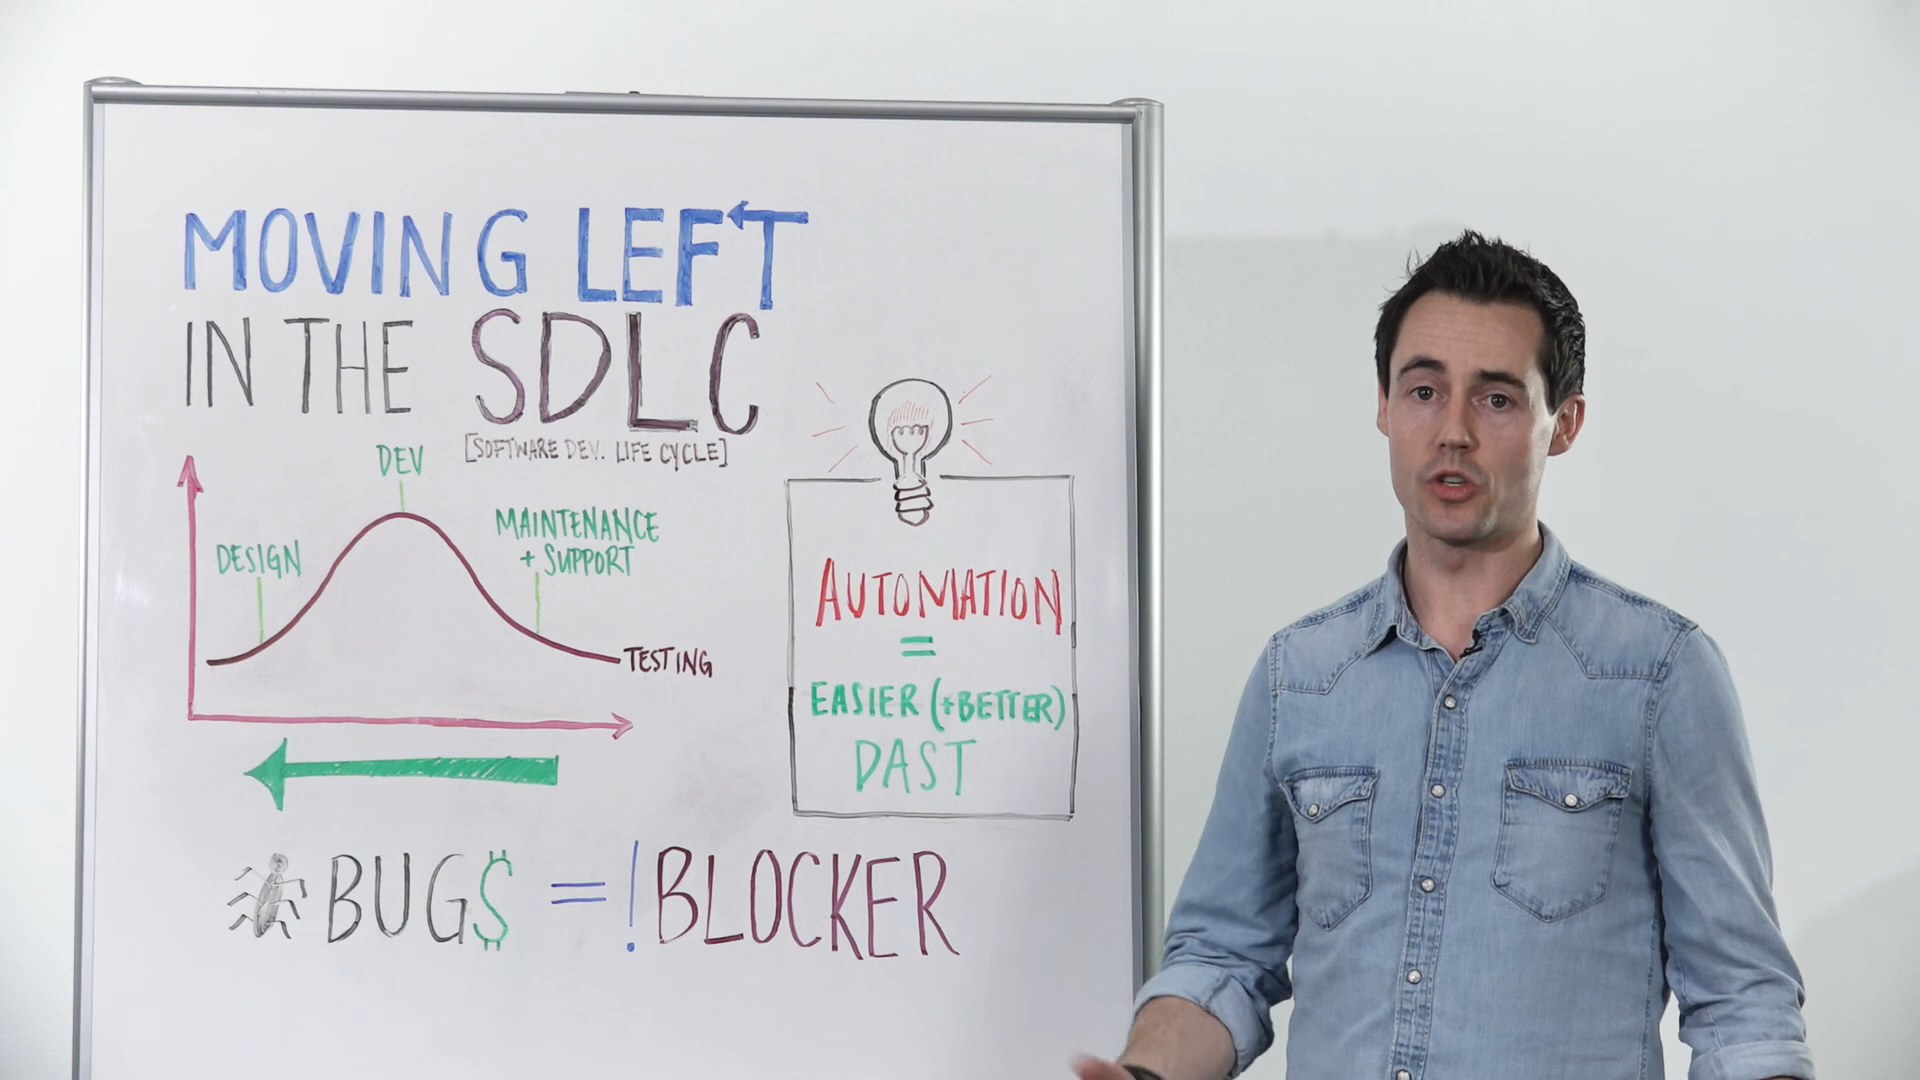 MOVING LEFT
IN THE SDLC
[SOFTWARE DEV. LIFE CYCLE]
DEV
DESIGN
MAINTENANCE
+ SUPPORT
TESTING
AUTOMATION
=
EASIER (+BETTER)
DAST
BUG$ = !BLOCKER